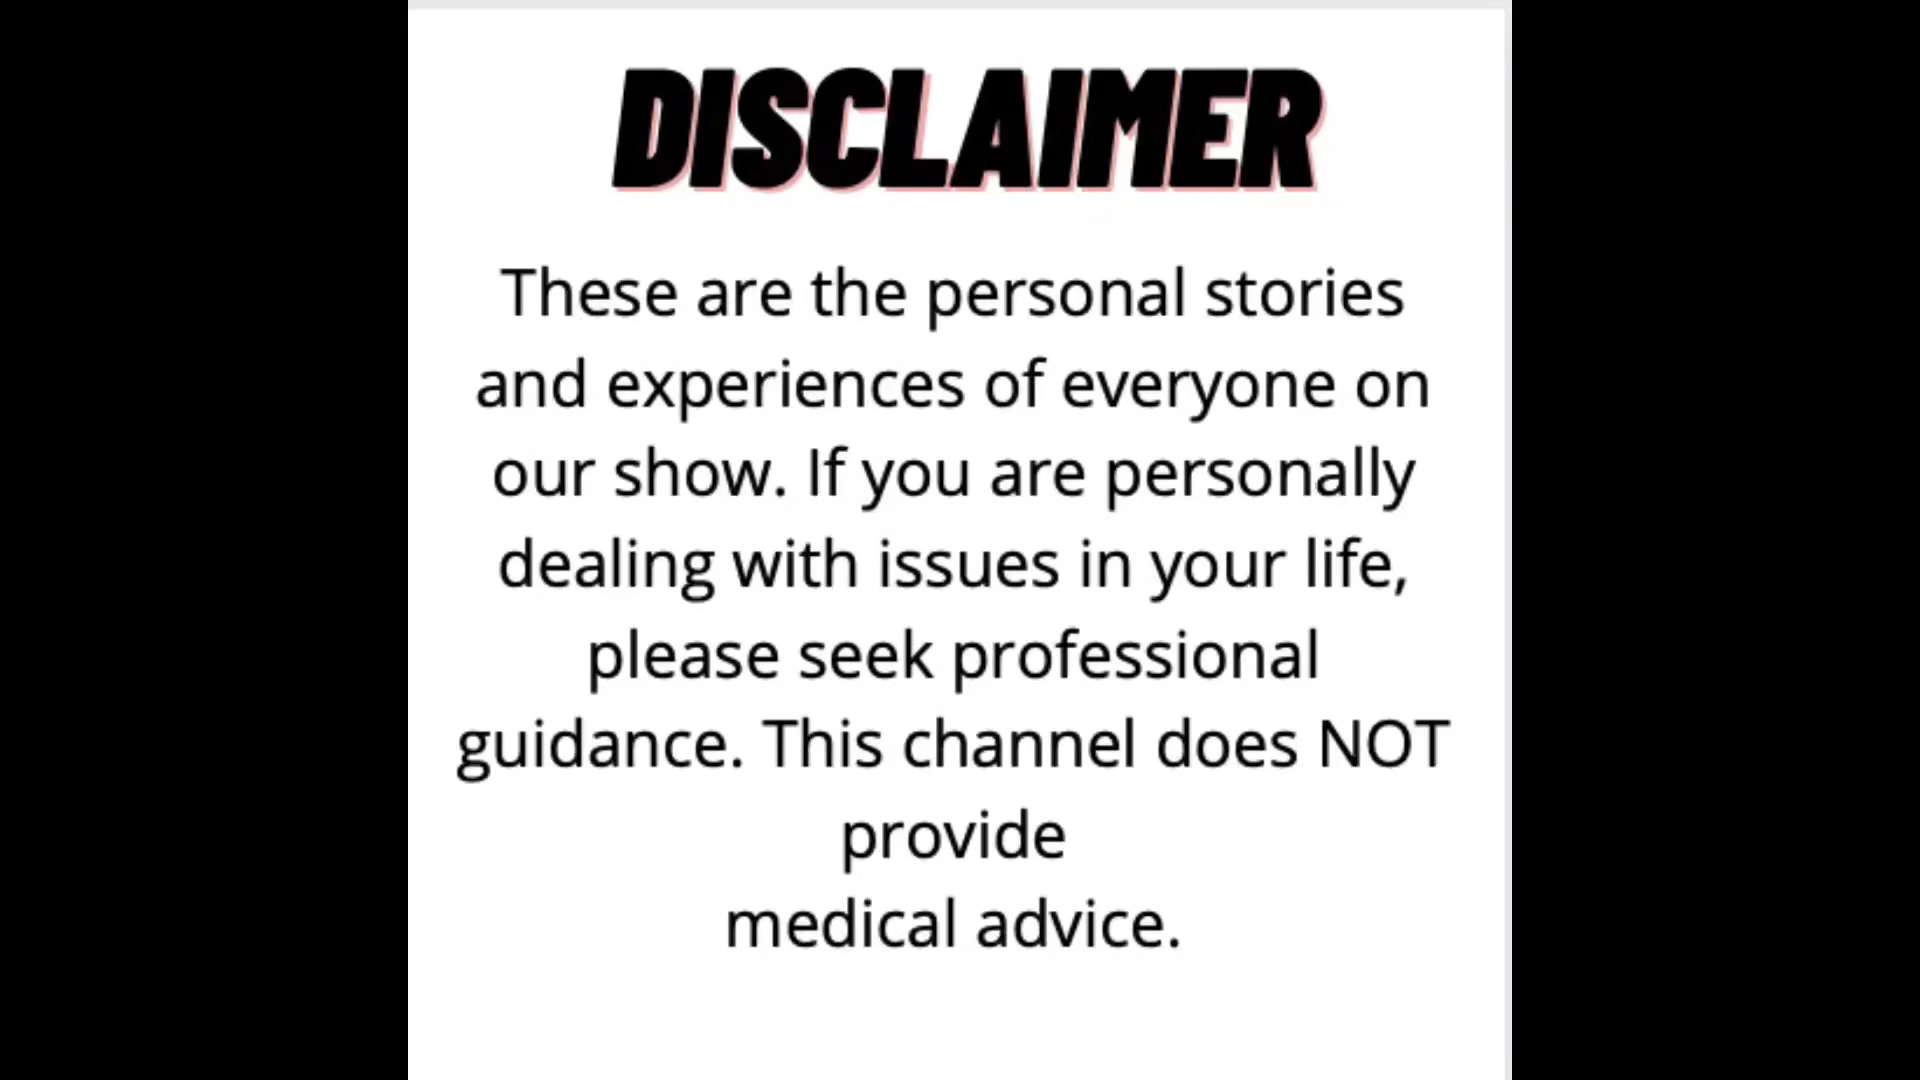 DISCLAIMER
These are the personal stories
and experiences of everyone on
our show. If you are personally
dealing with issues in your life,
please seek professional
guidance. This channel does NOT
provide
medical advice.